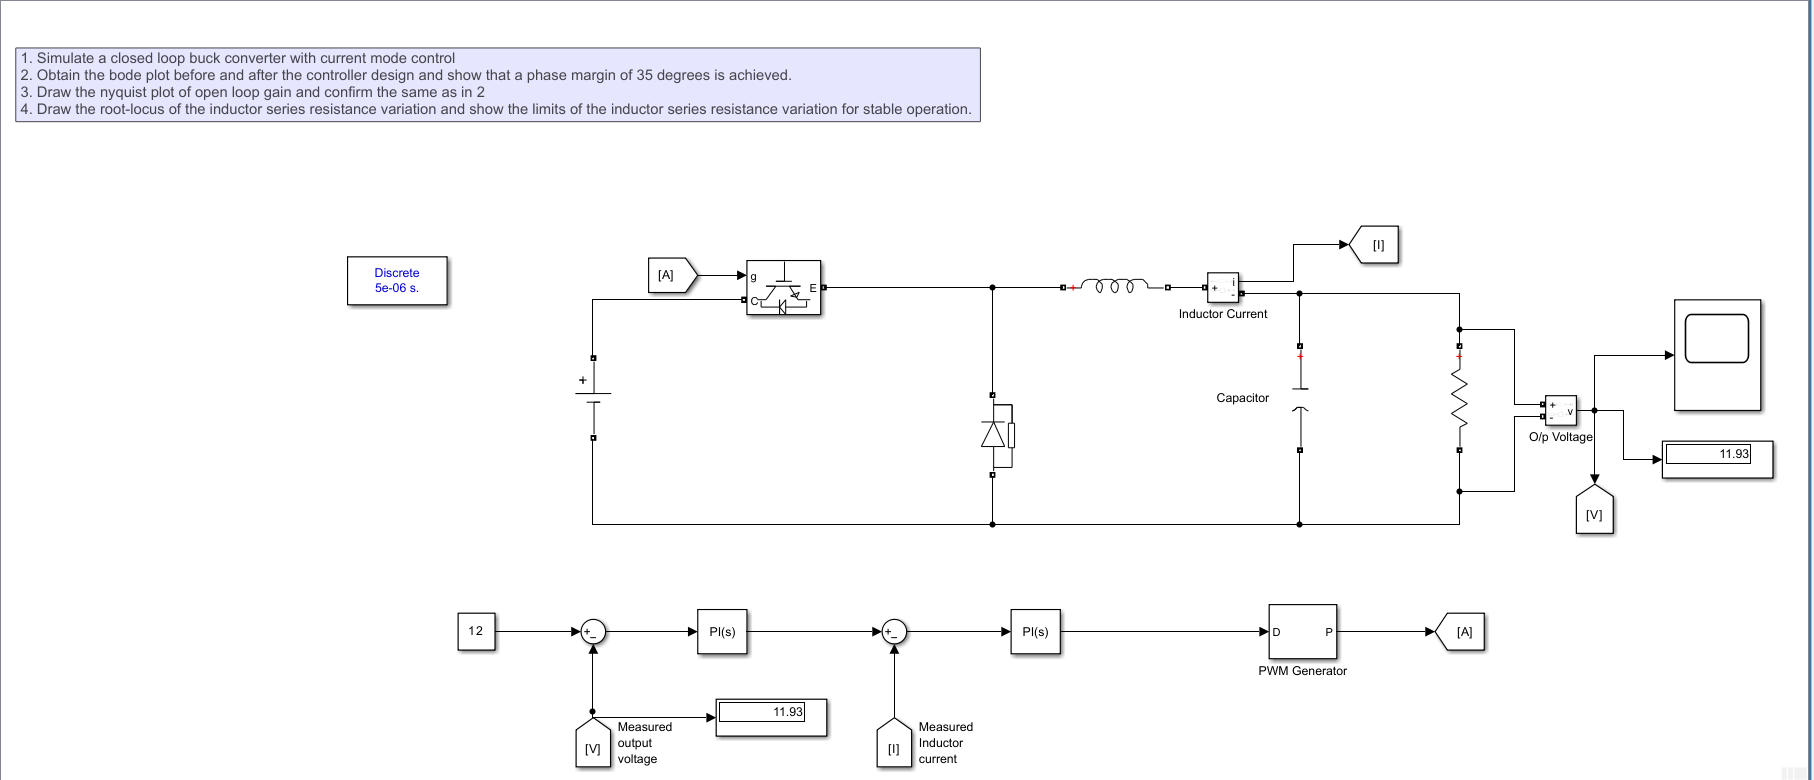 1. Simulate a closed loop buck converter with current mode control
2. Obtain the bode plot before and after the controller design and show that a phase margin of 35 degrees is achieved.
3. Draw the nyquist plot of open loop gain and confirm the same as in 2
4. Draw the root-locus of the inductor series resistance variation and show the limits of the inductor series resistance variation for stable operation.
Discrete
5e-06 s.
[A]
g
C
E
+
+
+
i
-
Inductor Current
[I]
+
Capacitor
+
+
-
v
O/p Voltage
11.93
[V]
12
+
-
PI(s)
+
-
PI(s)
D
P
PWM Generator
[A]
11.93
[V]
Measured
output
voltage
[I]
Measured
Inductor
current